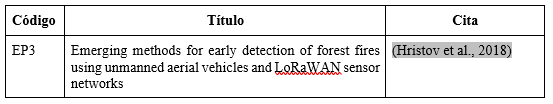 Código Título Cita
EP3 Emerging methods for early detection of forest fires (Hristov et al., 2018)
using unmanned aerial vehicles and LoRaWAN sensor
networks